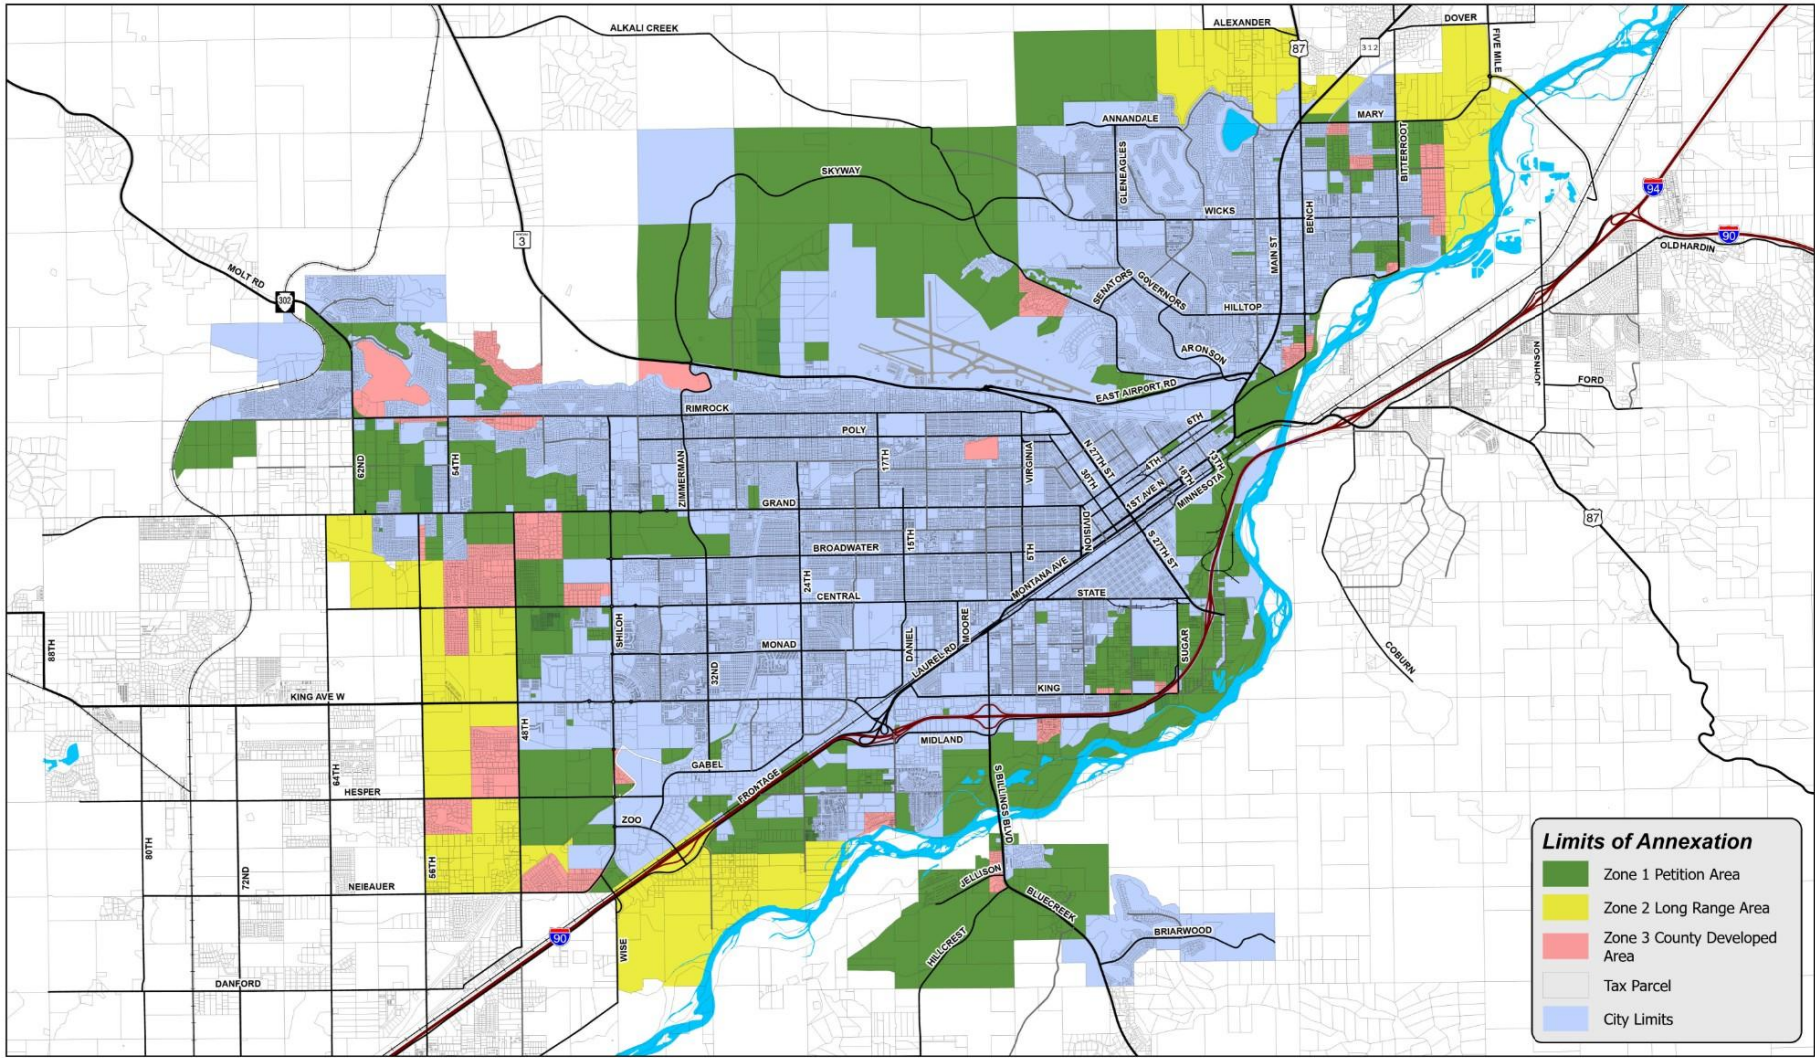 ALKALI CREEK
ALEXANDER
DOVER
87
312
FIVE MILE
ANNANDALE
MARY
BITTERROOT
GLENEAGLES
SKYWAY
94
WICKS
BENCH
MAIN ST
90
OLD HARDIN
3
MOLT RD
302
SENATORS
GOVERNORS
HILLTOP
ARONSON
JOHNSON
FORD
EAST AIRPORT RD
RIMROCK
POLY
6TH
62ND
54TH
ZIMMERMAN
17TH
VIRGINIA
N 27TH ST
30TH
4TH
18TH
13TH
1ST AVE N
MINNESOTA
GRAND
DIVISION
87
15TH
BROADWATER
5TH
S 27TH ST
MONTANA AVE
24TH
CENTRAL
STATE
SHILOH
MONAD
DANIEL
MOORE
LAUREL RD
SUGAR
88TH
32ND
COBURN
KING AVE W
KING
48TH
MIDLAND
GABEL
64TH
HESPER
FRONTAGE
S BILLINGS BLVD
ZOO
80TH
72ND
56TH
NEIBAUER
JELLISON
BLUECREEK
BRIARWOOD
HILLCREST
90
WISE
DANFORD
Limits of Annexation
Zone 1 Petition Area
Zone 2 Long Range Area
Zone 3 County Developed
Area
Tax Parcel
City Limits